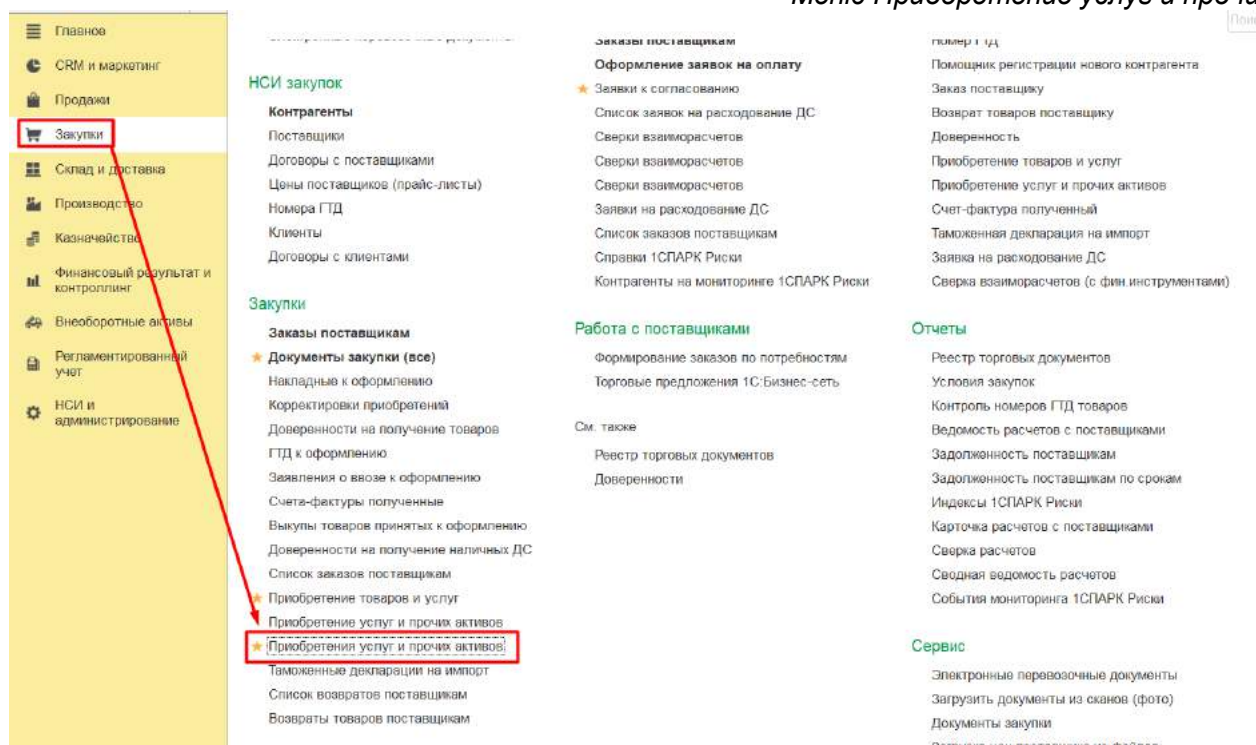 Меню Приобретение услуг и прочи
Поис
Главное
CRM и маркетинг
Продажи
Закупки
Склад и доставка
Производство
Казначейство
Финансовый результат и
контроллинг
Внеоборотные активы
Регламентированный
учет
НСИ и
администрирование
НСИ закупок
Контрагенты
Поставщики
Договоры с поставщиками
Цены поставщиков (прайс-листы)
Номера ГТД
Клиенты
Договоры с клиентами
Закупки
Заказы поставщикам
Документы закупки (все)
Накладные к оформлению
Корректировки приобретений
Доверенности на получение товаров
ГТД к оформлению
Заявления о ввозе к оформлению
Счета-фактуры полученные
Выкупы товаров принятых к оформлению
Доверенности на получение наличных ДС
Список заказов поставщикам
Приобретение товаров и услуг
Приобретение услуг и прочих активов
Приобретения услуг и прочих активов
Таможенные декларации на импорт
Список возвратов поставщикам
Возвраты товаров поставщикам
Заказы поставщикам
Оформление заявок на оплату
Заявки к согласованию
Список заявок на расходование ДС
Сверки взаиморасчетов
Сверки взаиморасчетов
Сверки взаиморасчетов
Заявки на расходование ДС
Список заказов поставщикам
Справки 1СПАРК Риски
Контрагенты на мониторинге 1СПАРК Риски
Работа с поставщиками
Формирование заказов по потребностям
Торговые предложения 1С:Бизнес-сеть
См. также
Реестр торговых документов
Доверенности
Номер ГТД
Помощник регистрации нового контрагента
Заказ поставщику
Возврат товаров поставщику
Доверенность
Приобретение товаров и услуг
Приобретение услуг и прочих активов
Счет-фактура полученный
Таможенная декларация на импорт
Заявка на расходование ДС
Сверка взаиморасчетов (с фин.инструментами)
Отчеты
Реестр торговых документов
Условия закупок
Контроль номеров ГТД товаров
Ведомость расчетов с поставщиками
Задолженность поставщикам
Задолженность поставщикам по срокам
Индексы 1СПАРК Риски
Карточка расчетов с поставщиками
Сверка расчетов
Сводная ведомость расчетов
События мониторинга 1СПАРК Риски
Сервис
Электронные перевозочные документы
Загрузить документы из сканов (фото)
Документы закупки